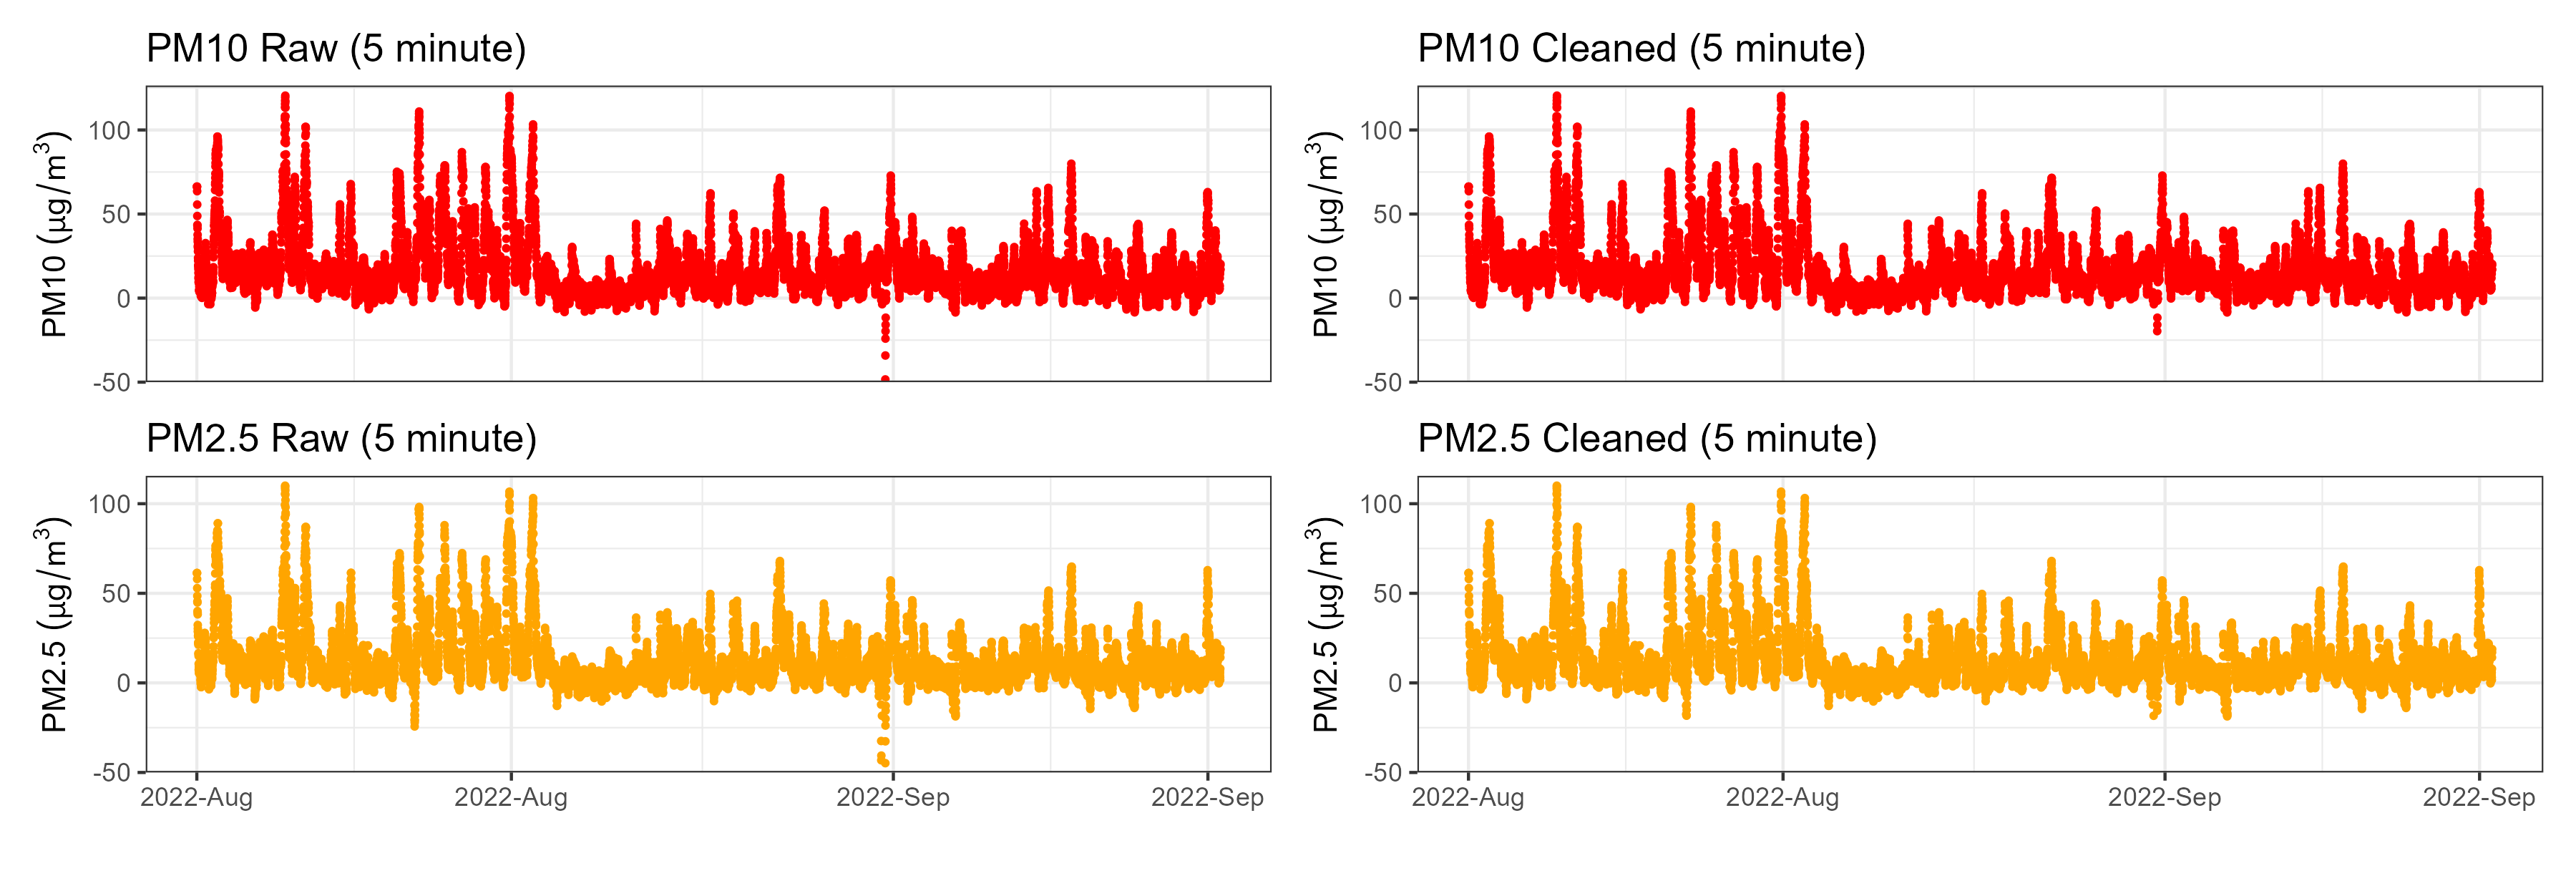 PM10 Raw (5 minute)
PM10 (µg/m³)
100
50
0
-50
PM10 Cleaned (5 minute)
PM10 (µg/m³)
100
50
0
-50
PM2.5 Raw (5 minute)
PM2.5 (µg/m³)
100
50
0
-50
2022-Aug 2022-Aug 2022-Sep 2022-Sep
PM2.5 Cleaned (5 minute)
PM2.5 (µg/m³)
100
50
0
-50
2022-Aug 2022-Aug 2022-Sep 2022-Sep